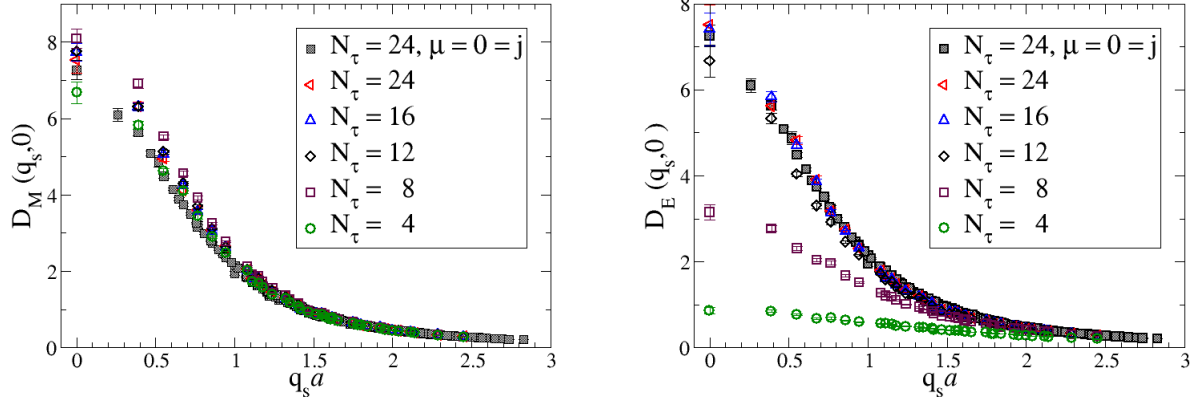 8
6
4
2
0
D_M (q_s,0)
N_τ = 24, μ = 0 = j
N_τ = 24
N_τ = 16
N_τ = 12
N_τ = 8
N_τ = 4
0 0.5 1 1.5 2 2.5 3
q_s a
8
6
4
2
0
D_E (q_s,0)
N_τ = 24, μ = 0 = j
N_τ = 24
N_τ = 16
N_τ = 12
N_τ = 8
N_τ = 4
0 0.5 1 1.5 2 2.5 3
q_s a